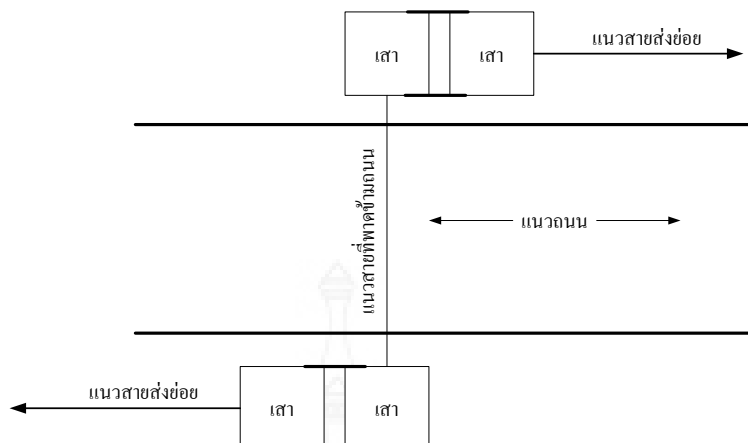 เสา เสา แนวสายส่งย่อย
แนวสายที่พาดข้ามถนน
แนวถนน
แนวสายส่งย่อย
เสา เสา